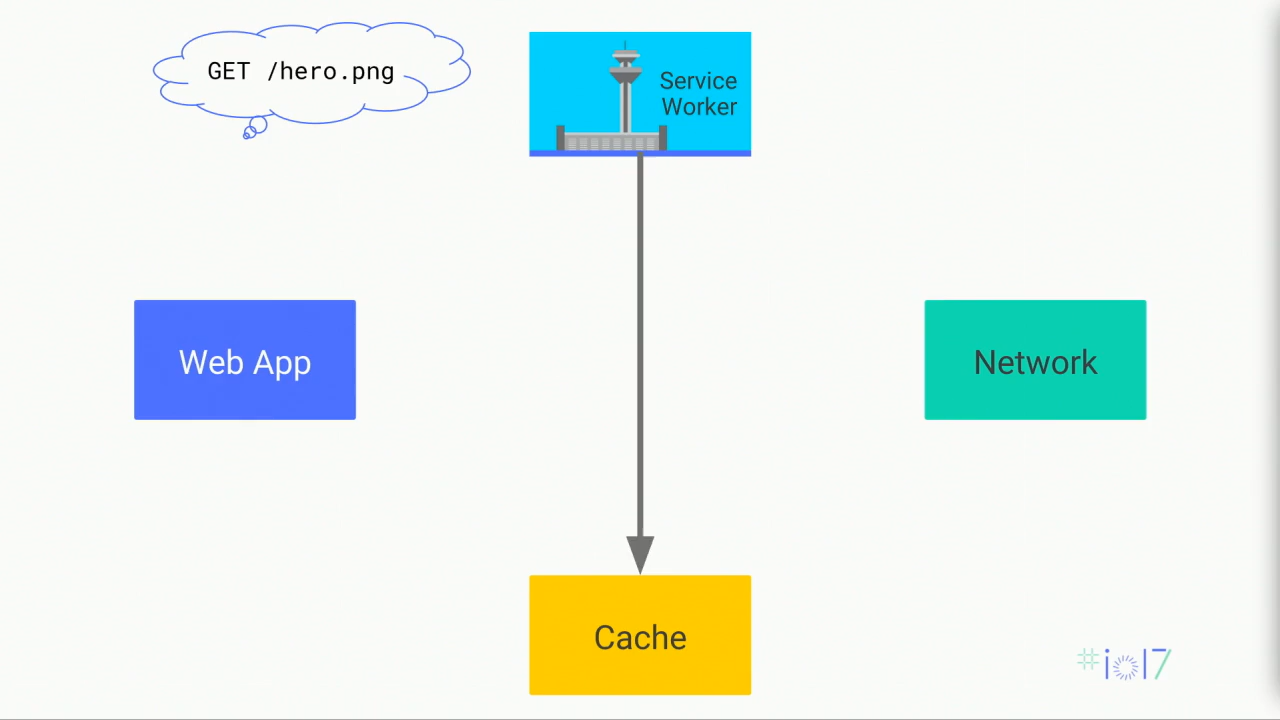 GET /hero.png
Service
Worker
Web App
Network
Cache
#io17